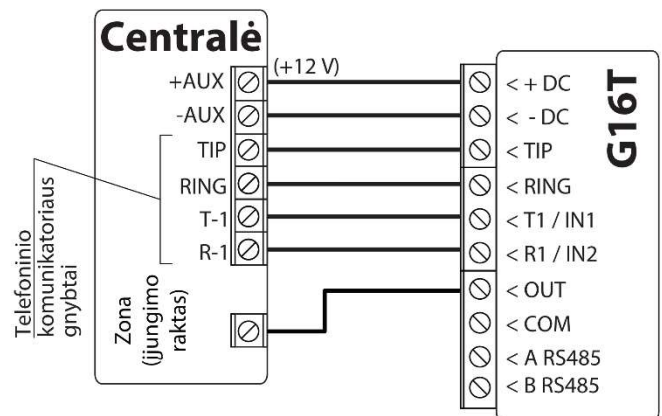 Centralė
(+12 V)
+AUX
-AUX
TIP
RING
T-1
R-1
Telefoninio
komunikatoriaus
gnybtai
Zona
(įjungimo
raktas)
G16T
< + DC
< - DC
< TIP
< RING
< T1 / IN1
< R1 / IN2
< OUT
< COM
< A RS485
< B RS485